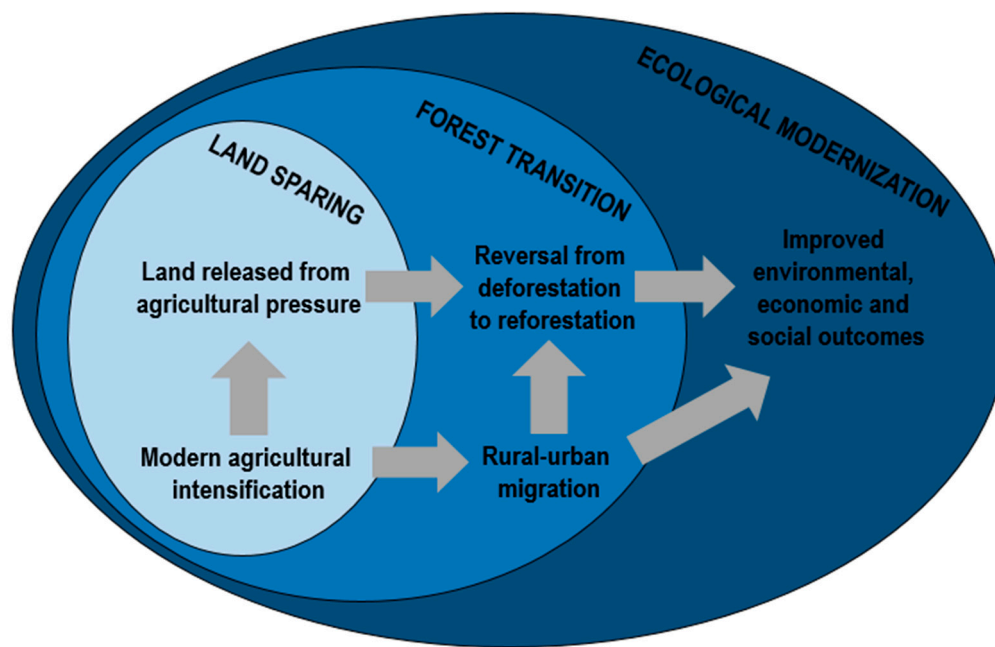 ECOLOGICAL MODERNIZATION
FOREST TRANSITION
LAND SPARING
Land released from
agricultural pressure
Reversal from
deforestation
to reforestation
Improved
environmental,
economic and
social outcomes
Modern agricultural
intensification
Rural-urban
migration